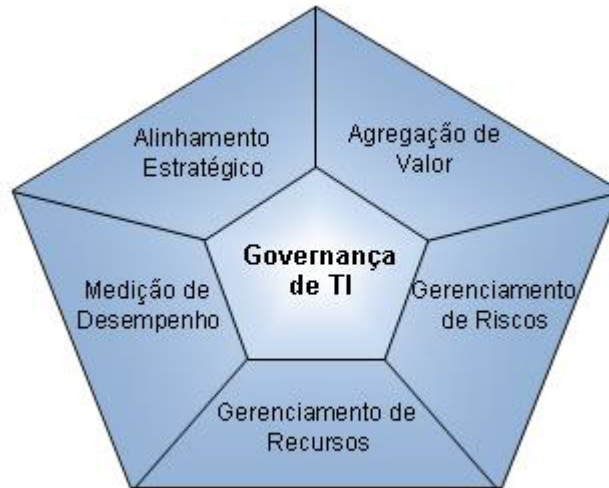 Alinhamento
Estratégico
Agregação de
Valor
Governança
de TI
Medição de
Desempenho
Gerenciamento
de Riscos
Gerenciamento de
Recursos